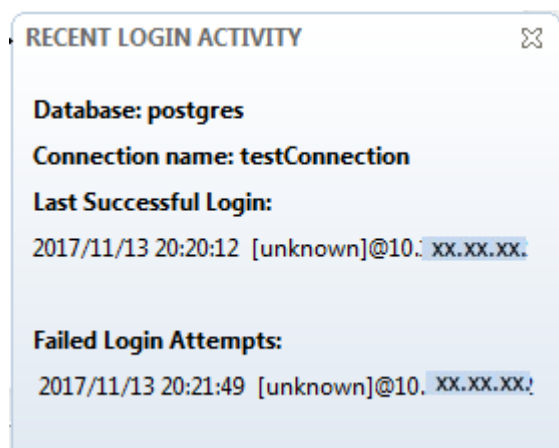 RECENT LOGIN ACTIVITY
Database: postgres
Connection name: testConnection
Last Successful Login:
2017/11/13 20:20:12 [unknown]@10. xx.xx.xx.
Failed Login Attempts:
2017/11/13 20:21:49 [unknown]@10. xx.xx.xx.